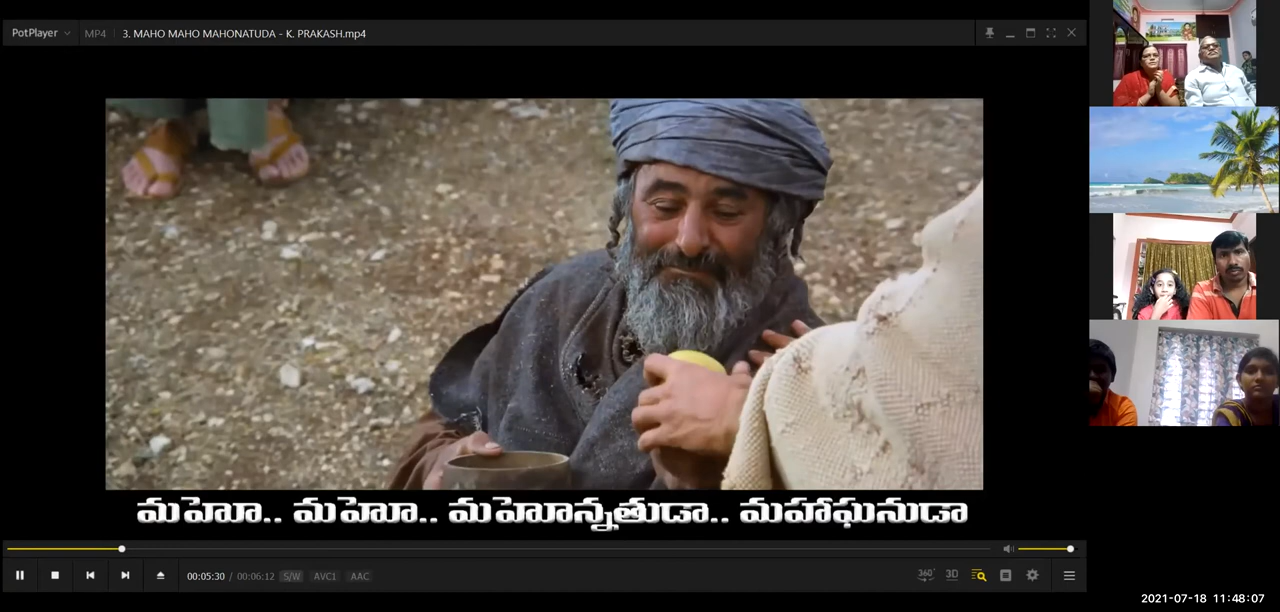 PotPlayer MP4 3. MAHO MAHO MAHONATUDA - K. PRAKASH.mp4
మహో.. మహో.. మహోన్నతుడా.. మహాఘనుడా
00:05:30 / 00:06:12 S/W AVC1 AAC 360° 3D
2021-07-18 11:48:07